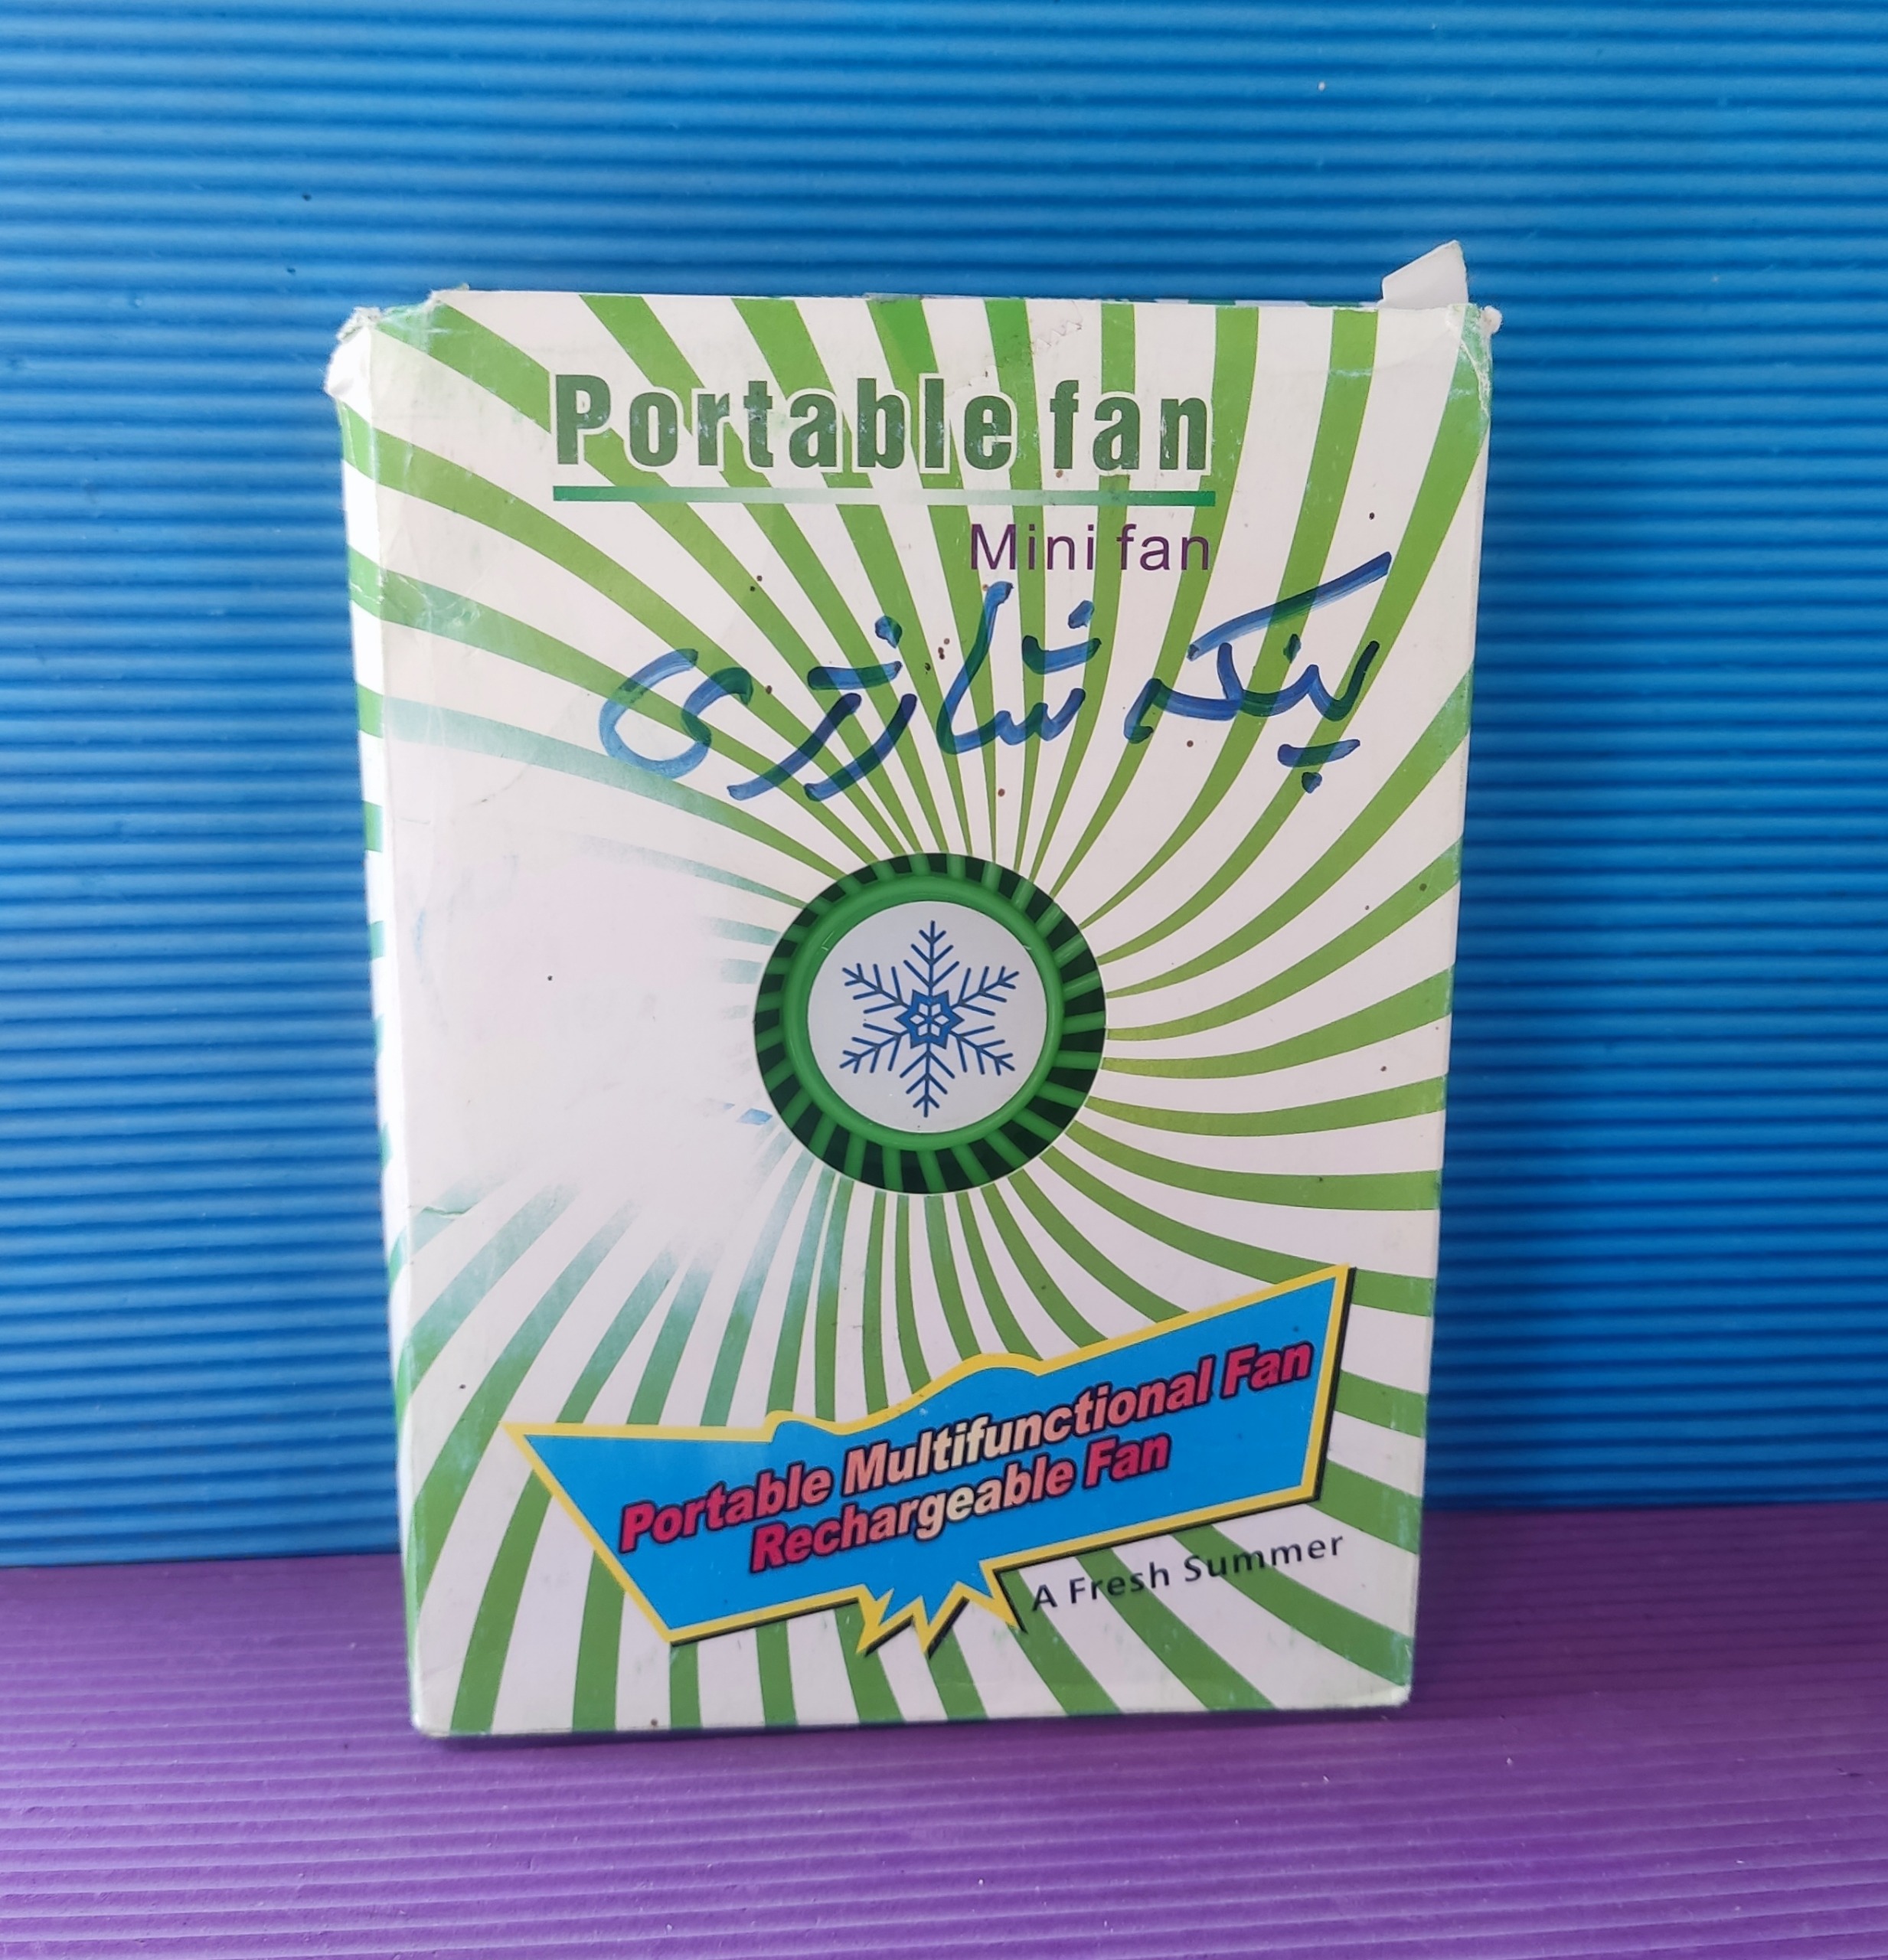 Portable fan
Mini fan
پنکه شارژی
Portable Multifunctional Fan
Rechargeable Fan
A Fresh Summer